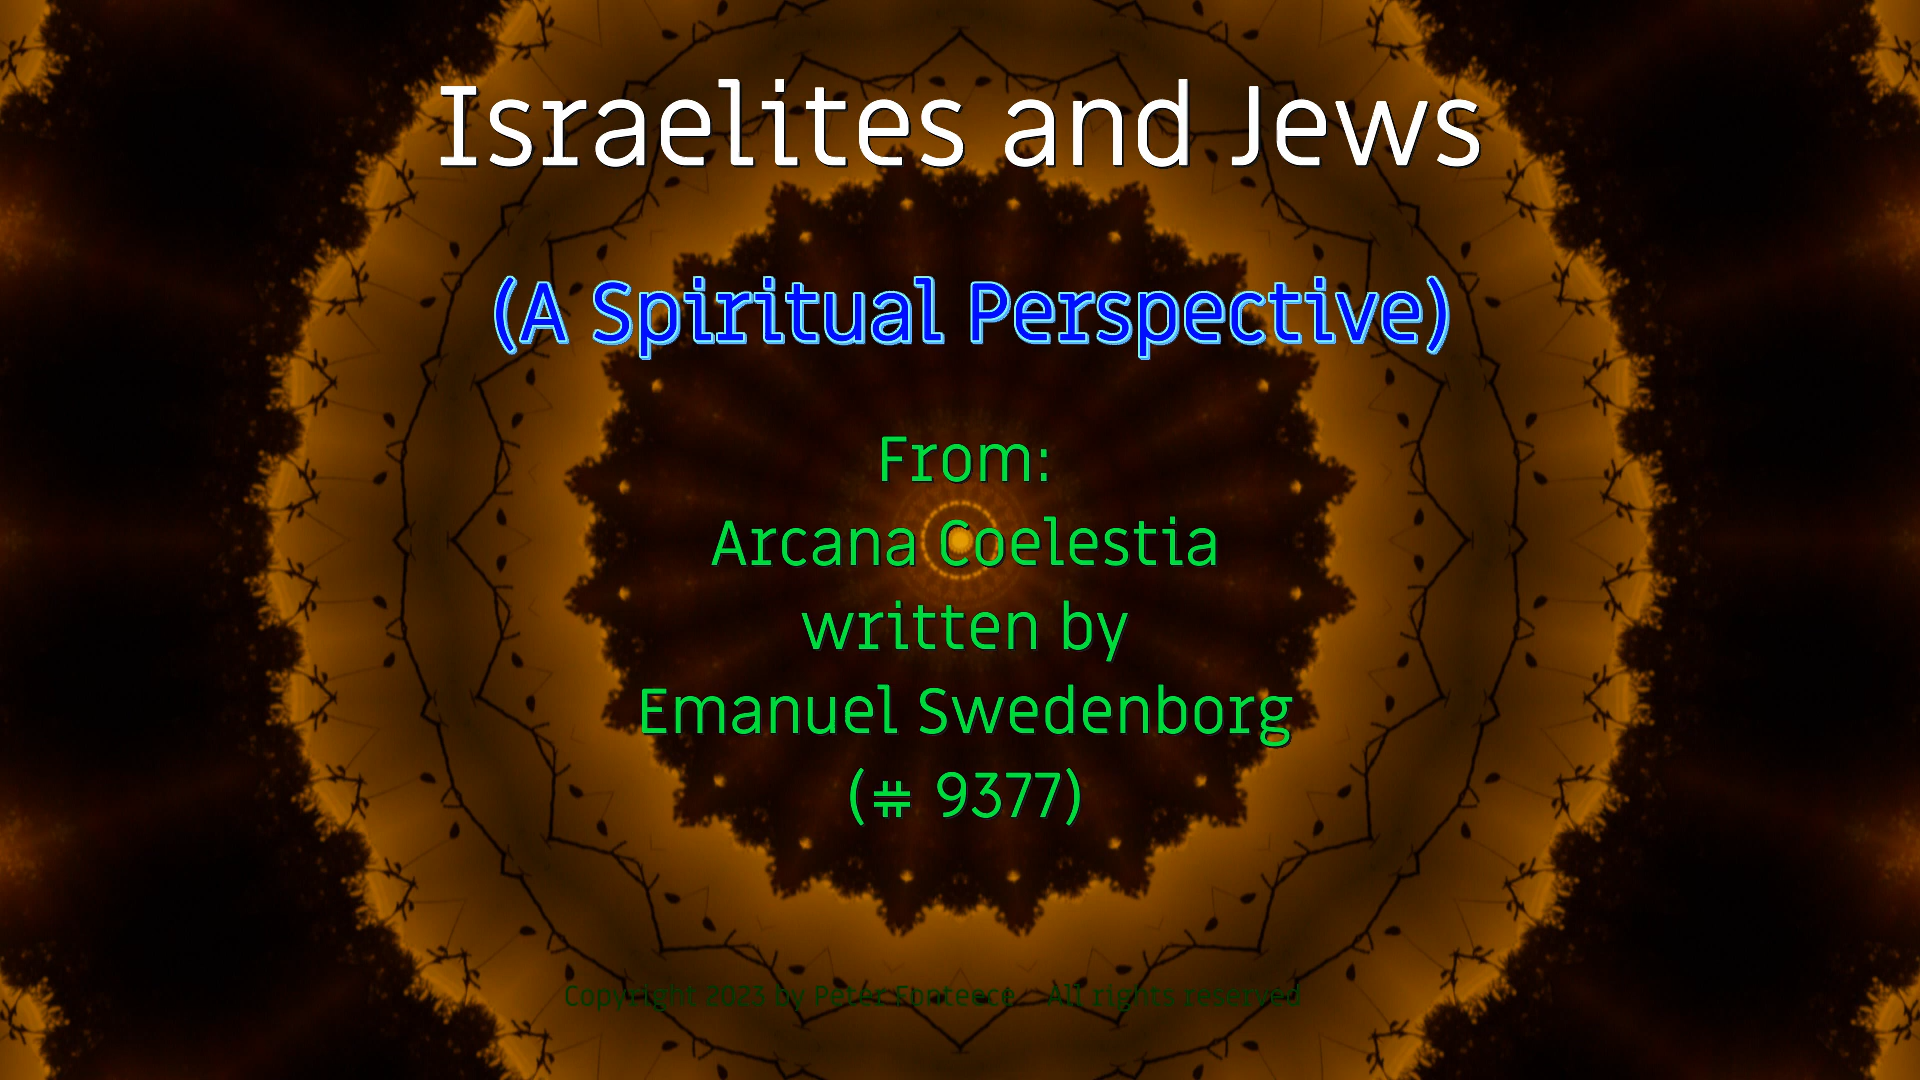 Israelites and Jews
(A Spiritual Perspective)
From:
Arcana Coelestia
written by
Emanuel Swedenborg
(# 9377)
Copyright 2023 by Peter Fonteece. All rights reserved